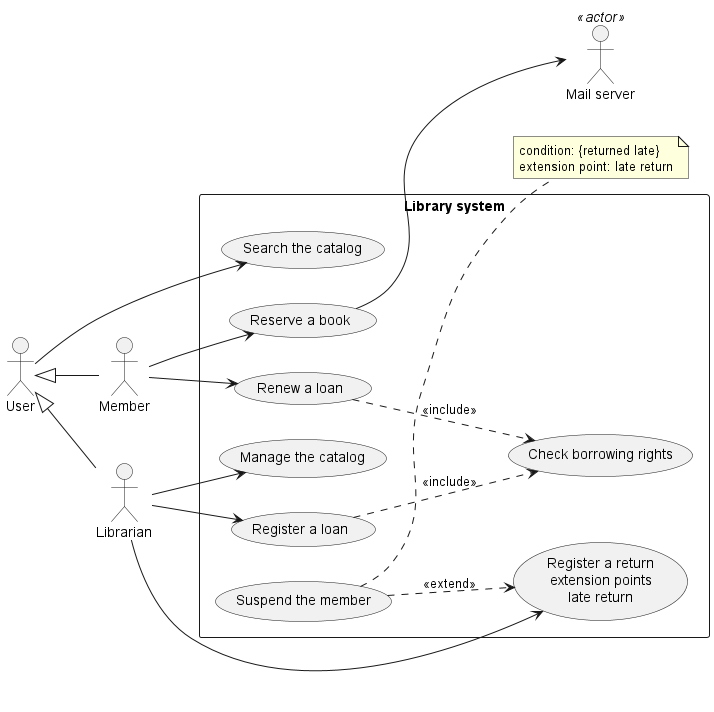 «actor»
Mail server
condition: {returned late}
extension point: late return
Library system
Search the catalog
Reserve a book
User
Member
Renew a loan
«include»
Manage the catalog
Check borrowing rights
«include»
Librarian
Register a loan
Register a return
extension points
late return
«extend»
Suspend the member